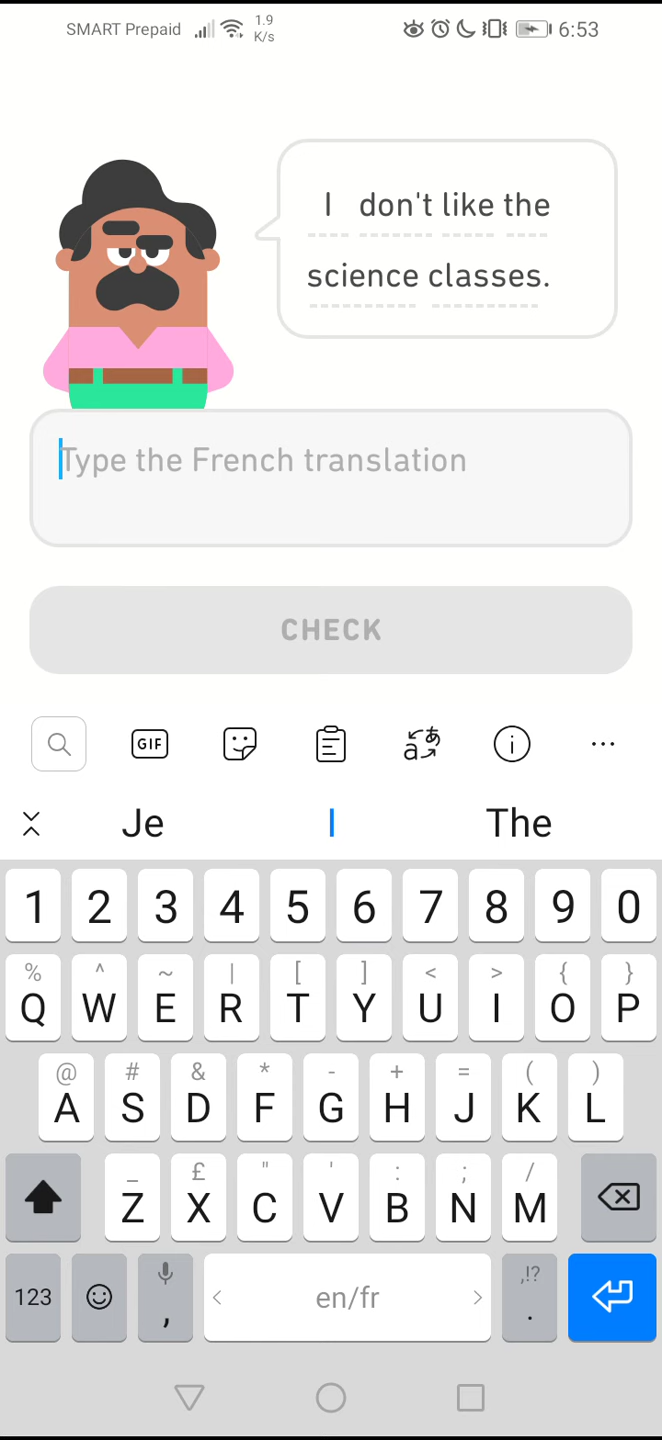 SMART Prepaid 1.9 K/s 6:53
I don't like the
science classes.
Type the French translation
CHECK
GIF
Je I The
1 2 3 4 5 6 7 8 9 0
% ^ ~ | [ ] < > { }
Q W E R T Y U I O P
@ # & * - + = ( )
A S D F G H J K L
_ £ " ' : ; /
Z X C V B N M
123 , < en/fr > ,!? .